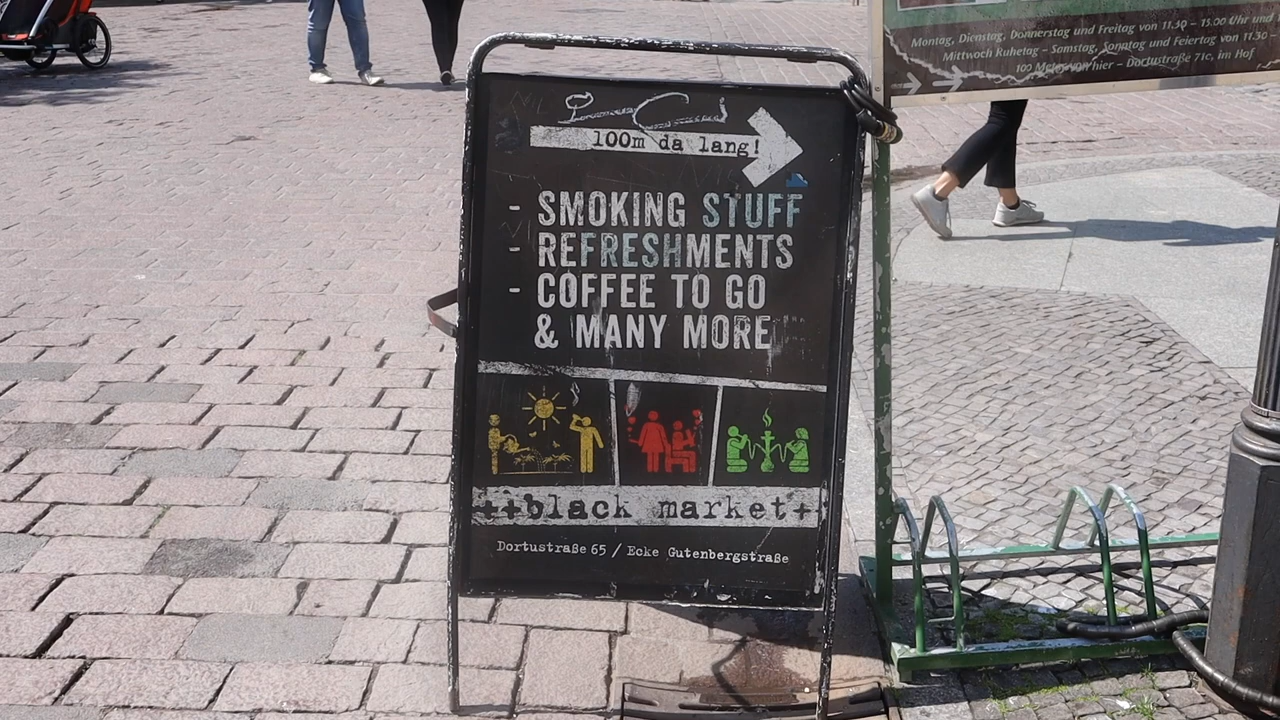 100m da lang!
- SMOKING STUFF
- REFRESHMENTS
- COFFEE TO GO
& MANY MORE
++black market+
Dortustraße 65 / Ecke Gutenbergstraße
Montag, Dienstag, Donnerstag und Freitag von 11.30 - 15.00 Uhr und
Mittwoch Ruhetag - Samstag, Sonntag und Feiertag von 11.30 -
100 Meter von hier - Dortustraße 71c, im Hof